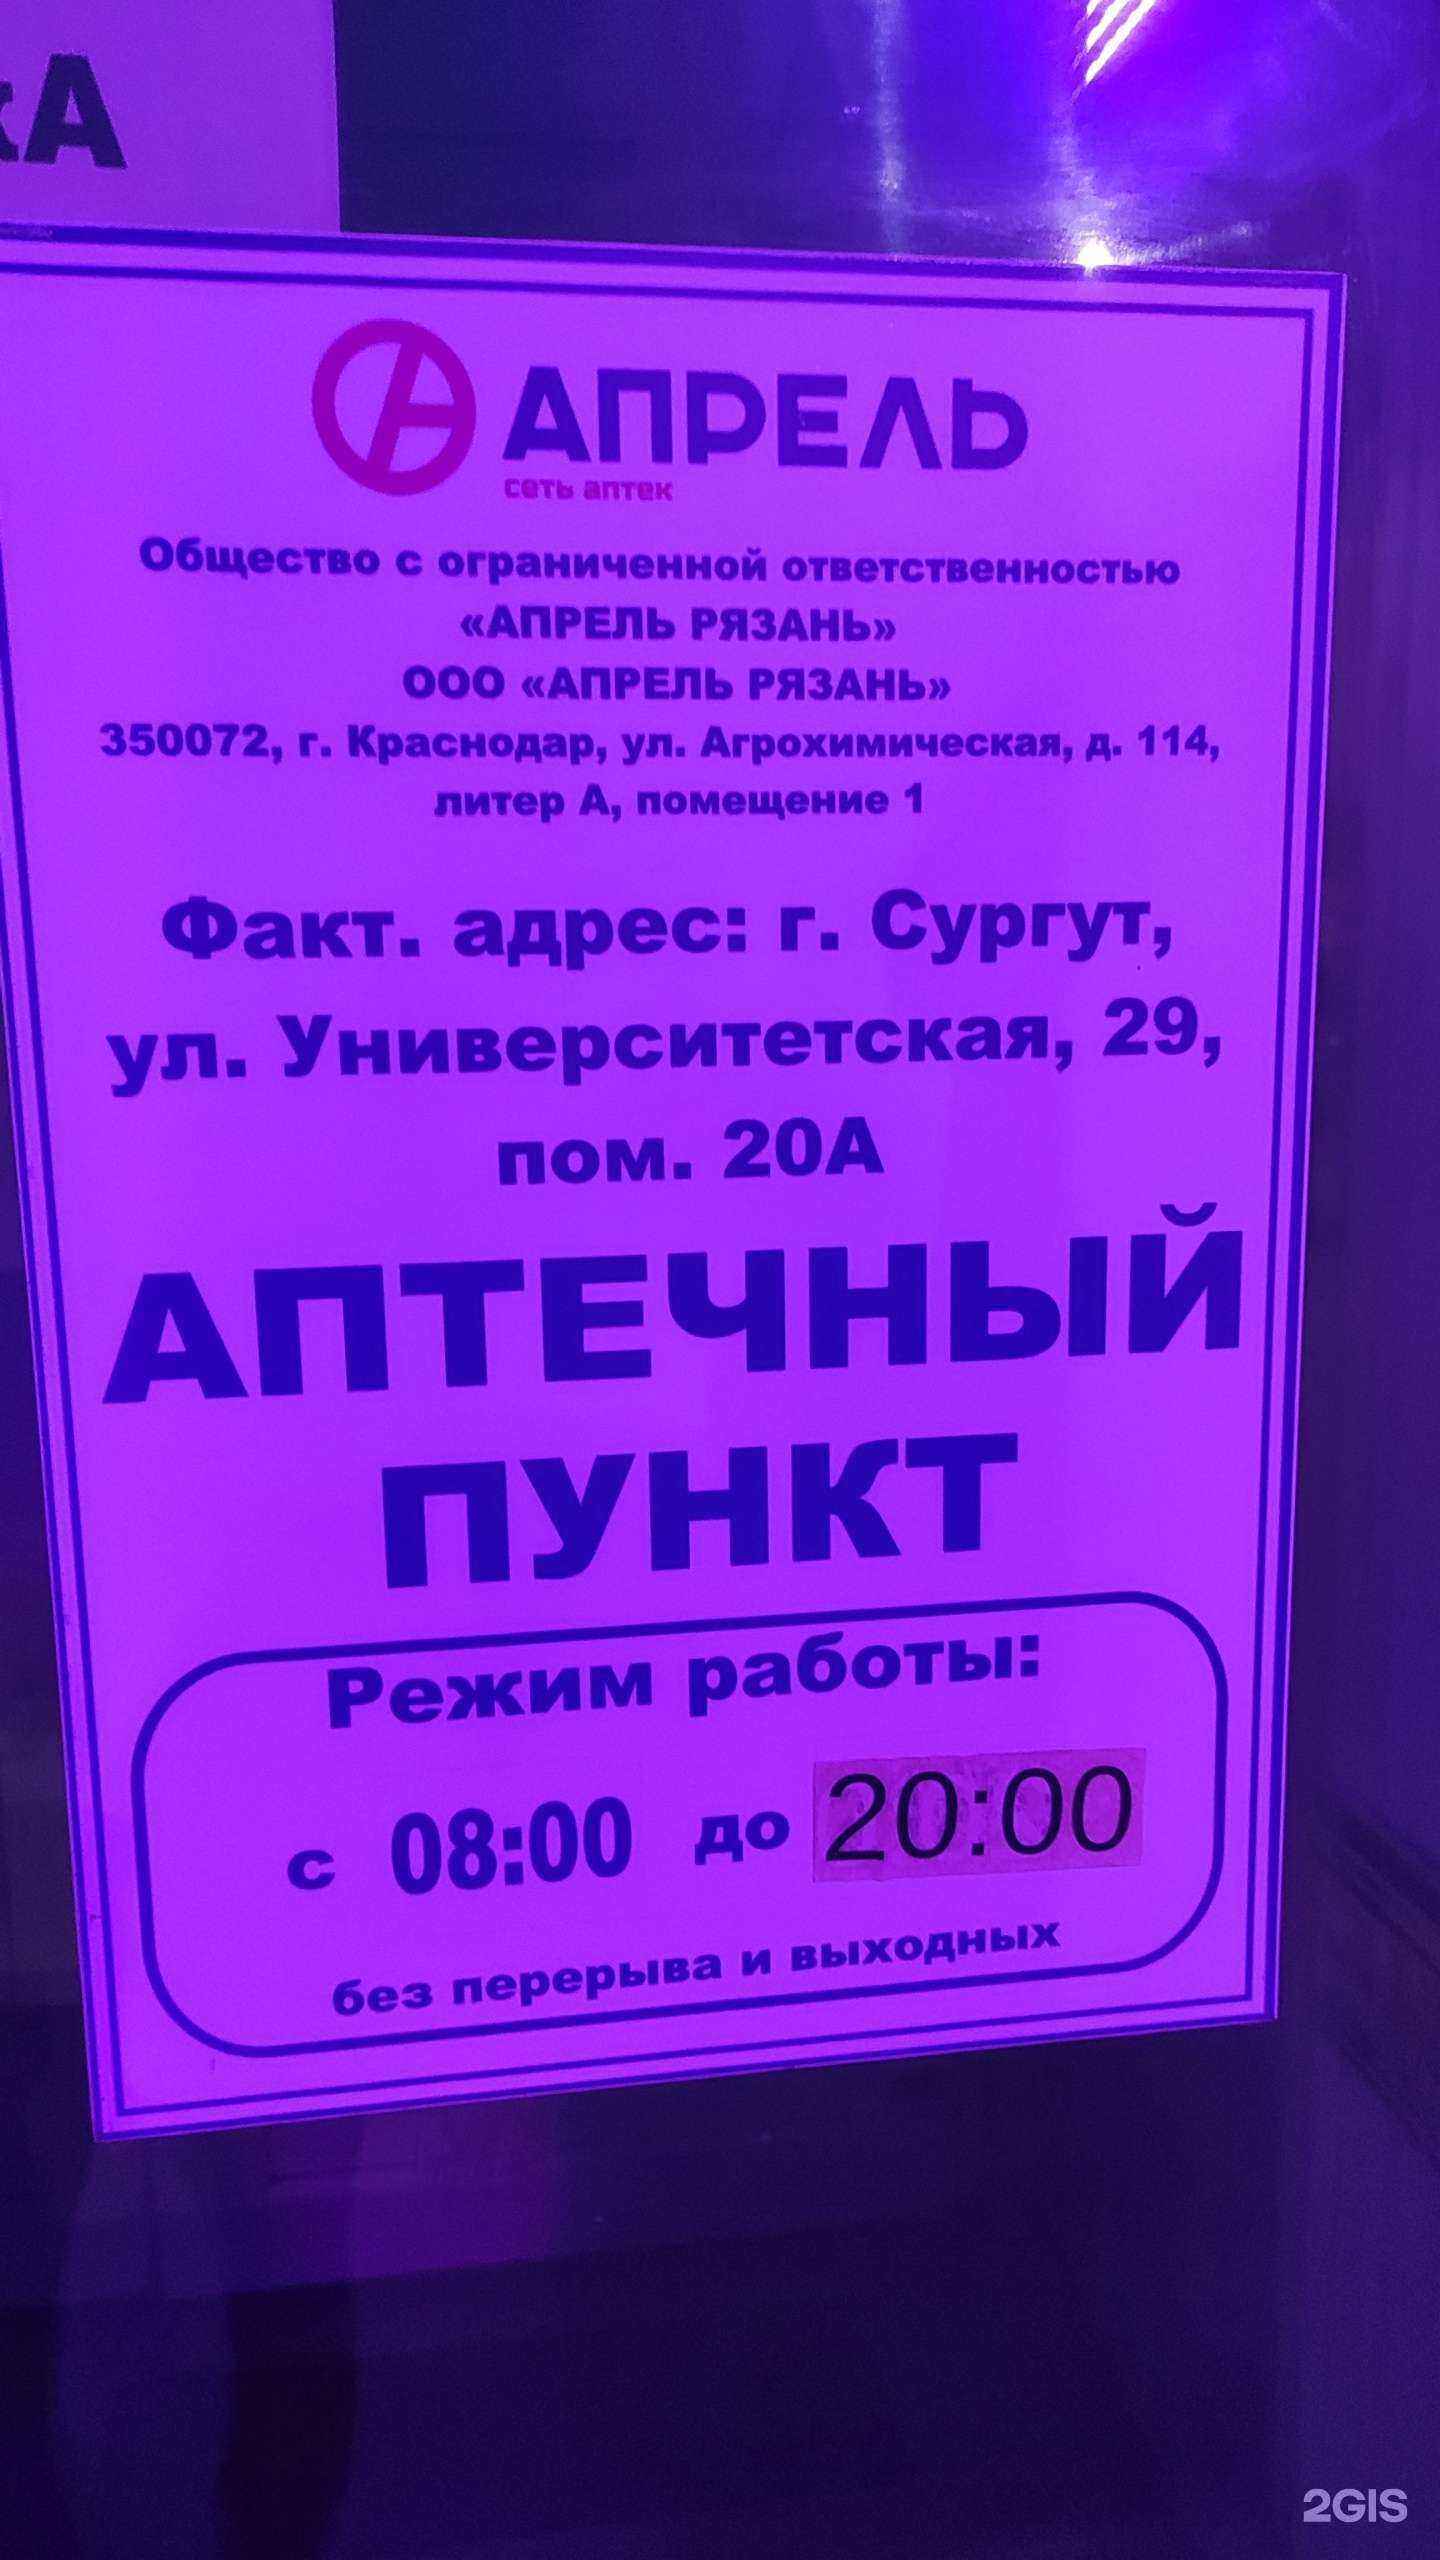 АПРЕЛЬ
сеть аптек
Общество с ограниченной ответственностью
«АПРЕЛЬ РЯЗАНЬ»
ООО «АПРЕЛЬ РЯЗАНЬ»
350072, г. Краснодар, ул. Агрохимическая, д. 114,
литер А, помещение 1
Факт. адрес: г. Сургут,
ул. Университетская, 29,
пом. 20А
АПТЕЧНЫЙ
ПУНКТ
Режим работы:
с 08:00 до 20:00
без перерыва и выходных
2GIS